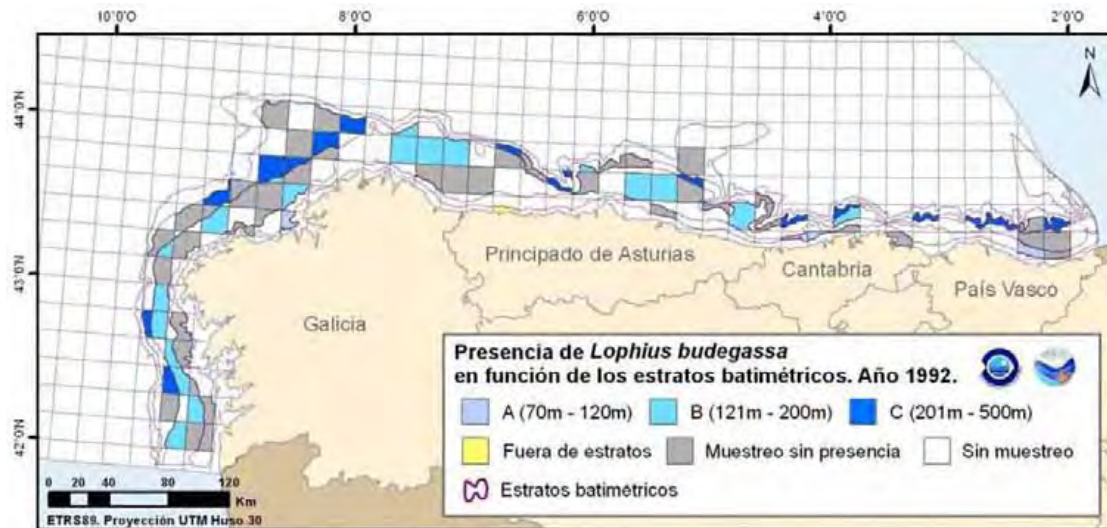 10°0'O 8°0'O 6°0'O 4°0'O 2°0'O
44°0'N
43°0'N
42°0'N
N
Principado de Asturias
Cantabria
País Vasco
Galicia
Presencia de Lophius budegassa
en función de los estratos batimétricos. Año 1992.
A (70m - 120m) B (121m - 200m) C (201m - 500m)
Fuera de estratos Muestreo sin presencia Sin muestreo
Estratos batimétricos
0 20 40 80 120
Km
ETRS89. Proyección UTM Huso 30